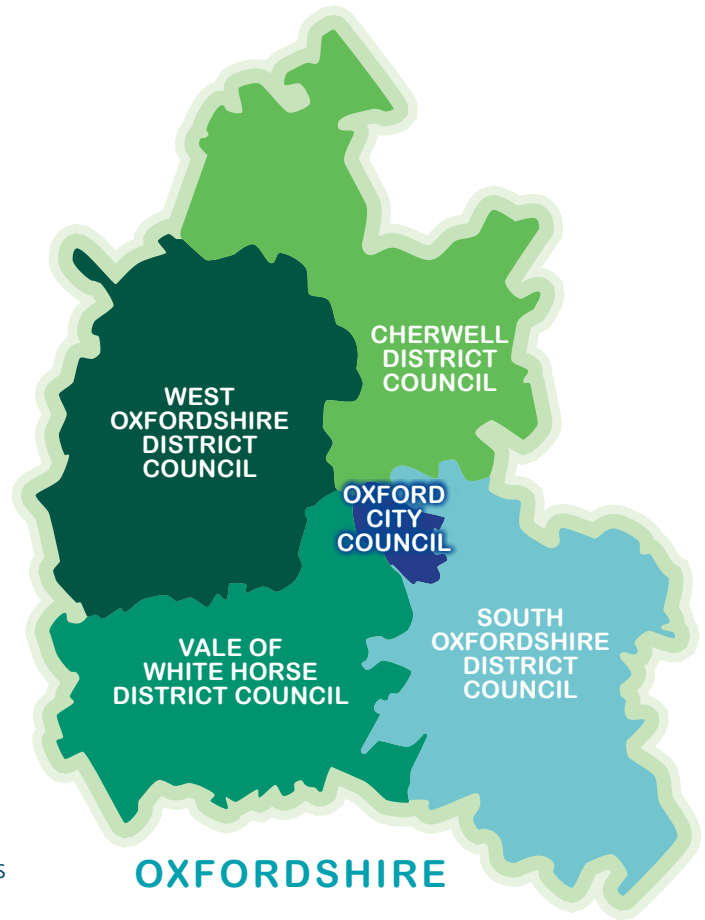 CHERWELL
DISTRICT
COUNCIL
WEST
OXFORDSHIRE
DISTRICT
COUNCIL
OXFORD
CITY
COUNCIL
SOUTH
OXFORDSHIRE
DISTRICT
COUNCIL
VALE OF
WHITE HORSE
DISTRICT COUNCIL
s
OXFORDSHIRE